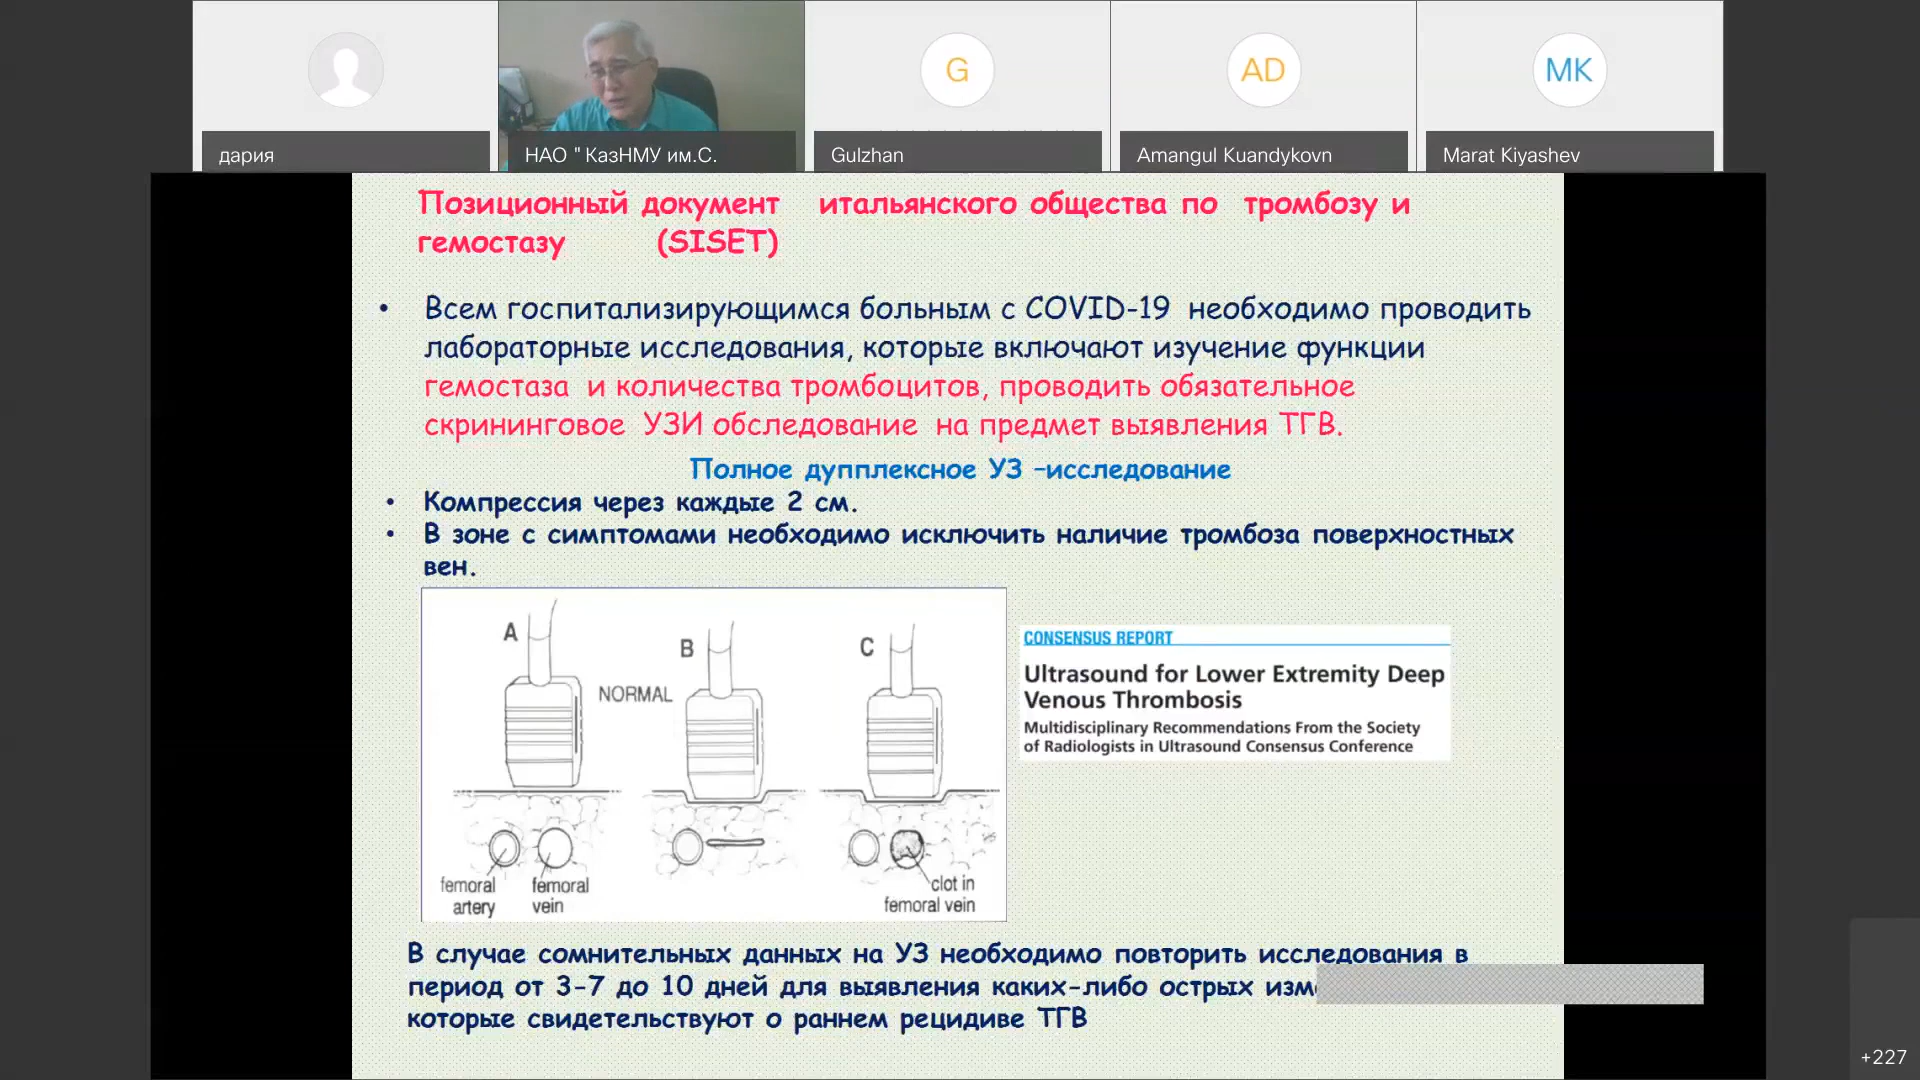 G
AD
MK
дария
НАО " КазНМУ им.С.
Gulzhan
Amangul Kuandykovn
Marat Kiyashev
Позиционный документ итальянского общества по тромбозу и
гемостазу (SISET)
• Всем госпитализирующимся больным с COVID-19 необходимо проводить
лабораторные исследования, которые включают изучение функции
гемостаза и количества тромбоцитов, проводить обязательное
скрининговое УЗИ обследование на предмет выявления ТГВ.
Полное дупплексное УЗ –исследование
• Компрессия через каждые 2 см.
• В зоне с симптомами необходимо исключить наличие тромбоза поверхностных
вен.
A
B
C
NORMAL
femoral
artery
femoral
vein
clot in
femoral vein
CONSENSUS REPORT
Ultrasound for Lower Extremity Deep
Venous Thrombosis
Multidisciplinary Recommendations From the Society
of Radiologists in Ultrasound Consensus Conference
В случае сомнительных данных на УЗ необходимо повторить исследования в
период от 3-7 до 10 дней для выявления каких-либо острых
которые свидетельствуют о раннем рецидиве ТГВ
+227